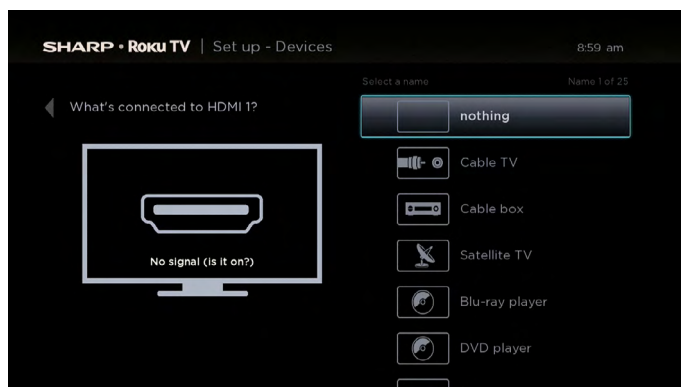 SHARP • ROKU TV | Set up - Devices
8:59 am
Select a name
Name 1 of 25
What's connected to HDMI 1?
No signal (is it on?)
nothing
Cable TV
Cable box
Satellite TV
Blu-ray player
DVD player